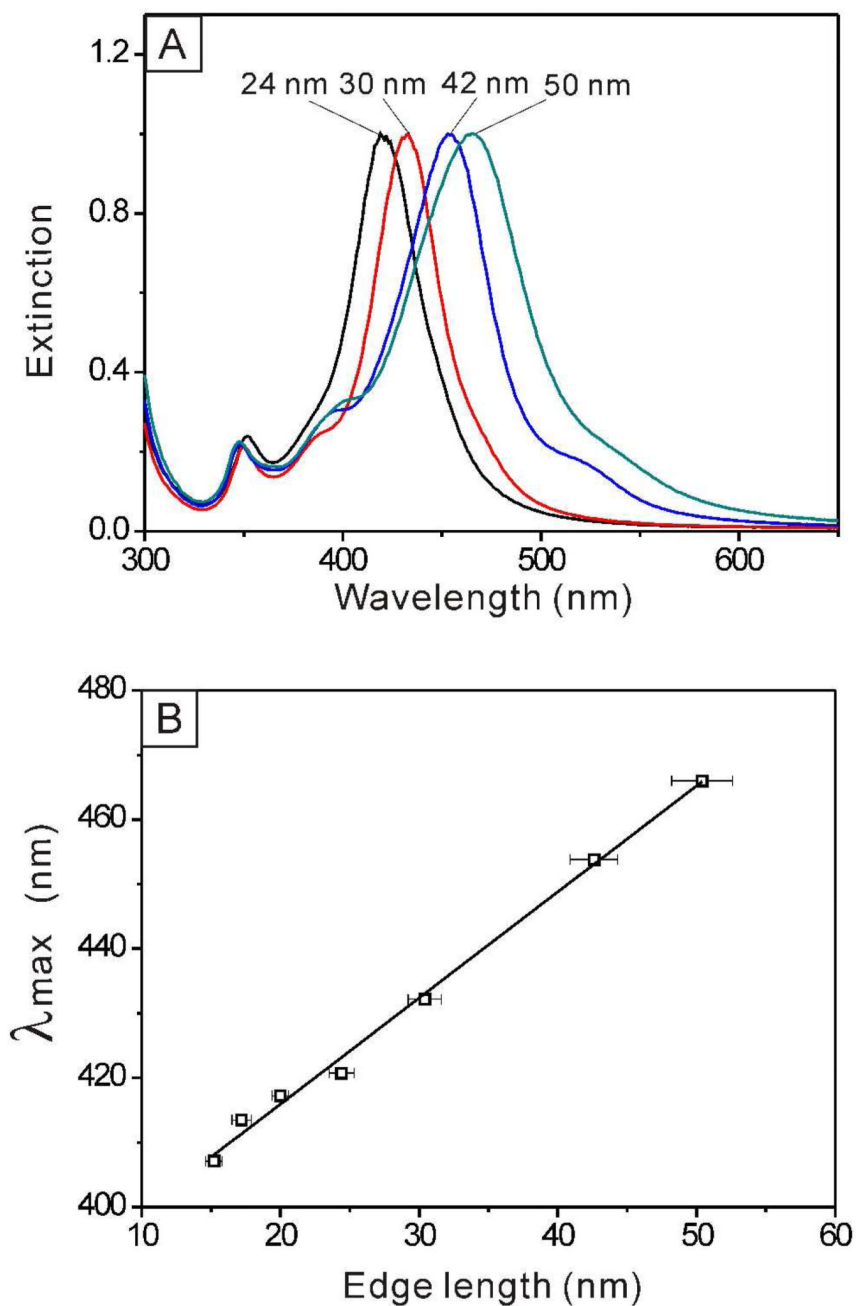 A
1.2
24 nm 30 nm 42 nm 50 nm
0.8
Extinction
0.4
0.0
300 400 500 600
Wavelength (nm)
480
B
460
λmax (nm)
440
420
400
10 20 30 40 50 60
Edge length (nm)